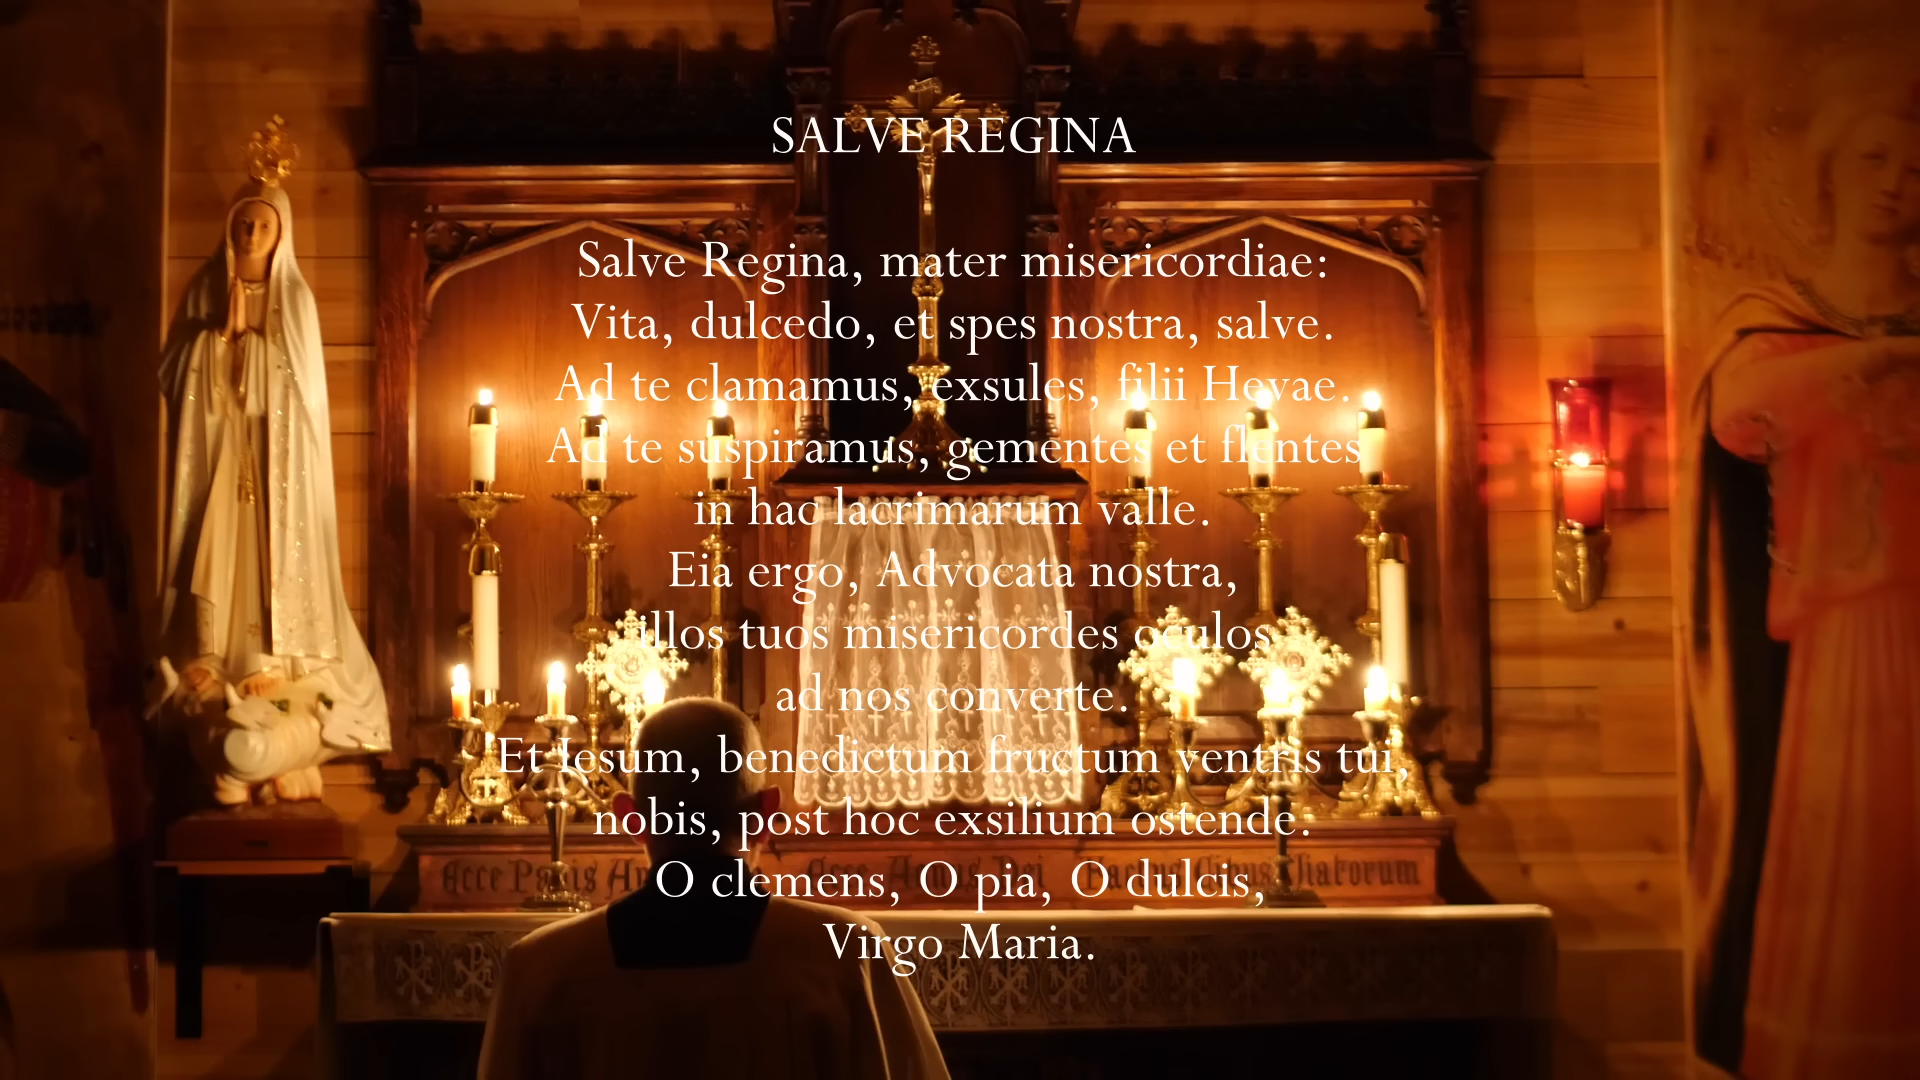 SALVE REGINA
Salve Regina, mater misericordiae:
Vita, dulcedo, et spes nostra, salve.
Ad te clamamus, exsules, filii Hevae.
Ad te suspiramus, gementes et flentes
in hac lacrimarum valle.
Eia ergo, Advocata nostra,
illos tuos misericordes oculos
ad nos converte.
Et Iesum, benedictum fructum ventris tui,
nobis, post hoc exsilium ostende.
O clemens, O pia, O dulcis,
Virgo Maria.
Ecce Panis